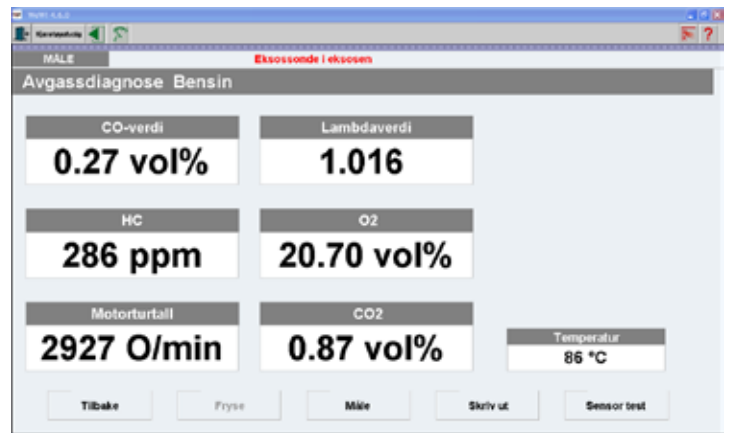 MÅLE Eksossonde i eksosen
Avgassdiagnose Bensin
CO-verdi
0.27 vol%
Lambdaverdi
1.016
HC
286 ppm
O2
20.70 vol%
Motorturtall
2927 O/min
CO2
0.87 vol%
Temperatur
86 °C
Tilbake Fryse Måle Skriv ut Sensor test